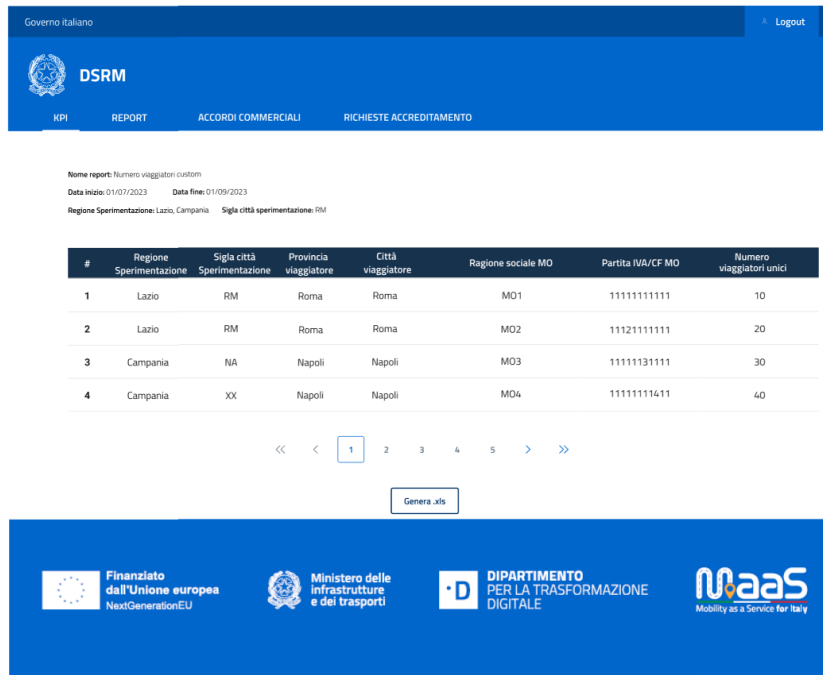 Governo italiano
Logout
DSRM
KPI REPORT ACCORDI COMMERCIALI RICHIESTE ACCREDITAMENTO
Nome report: Numero viaggiatori custom
Data inizio: 01/07/2023 Data fine: 01/09/2023
Regione Sperimentazione: Lazio, Campania Sigla città sperimentazione: RM
# Regione Sperimentazione Sigla città Sperimentazione Provincia viaggiatore Città viaggiatore Ragione sociale MO Partita IVA/CF MO Numero viaggiatori unici
1 Lazio RM Roma Roma MO1 11111111111 10
2 Lazio RM Roma Roma MO2 11121111111 20
3 Campania NA Napoli Napoli MO3 11111131111 30
4 Campania XX Napoli Napoli MO4 11111111411 40
<< < 1 2 3 4 5 > >>
Genera .xls
Finanziato
dall'Unione europea
NextGenerationEU
Ministero delle
infrastrutture
e dei trasporti
·D
DIPARTIMENTO
PER LA TRASFORMAZIONE
DIGITALE
MaaS
Mobility as a Service for Italy